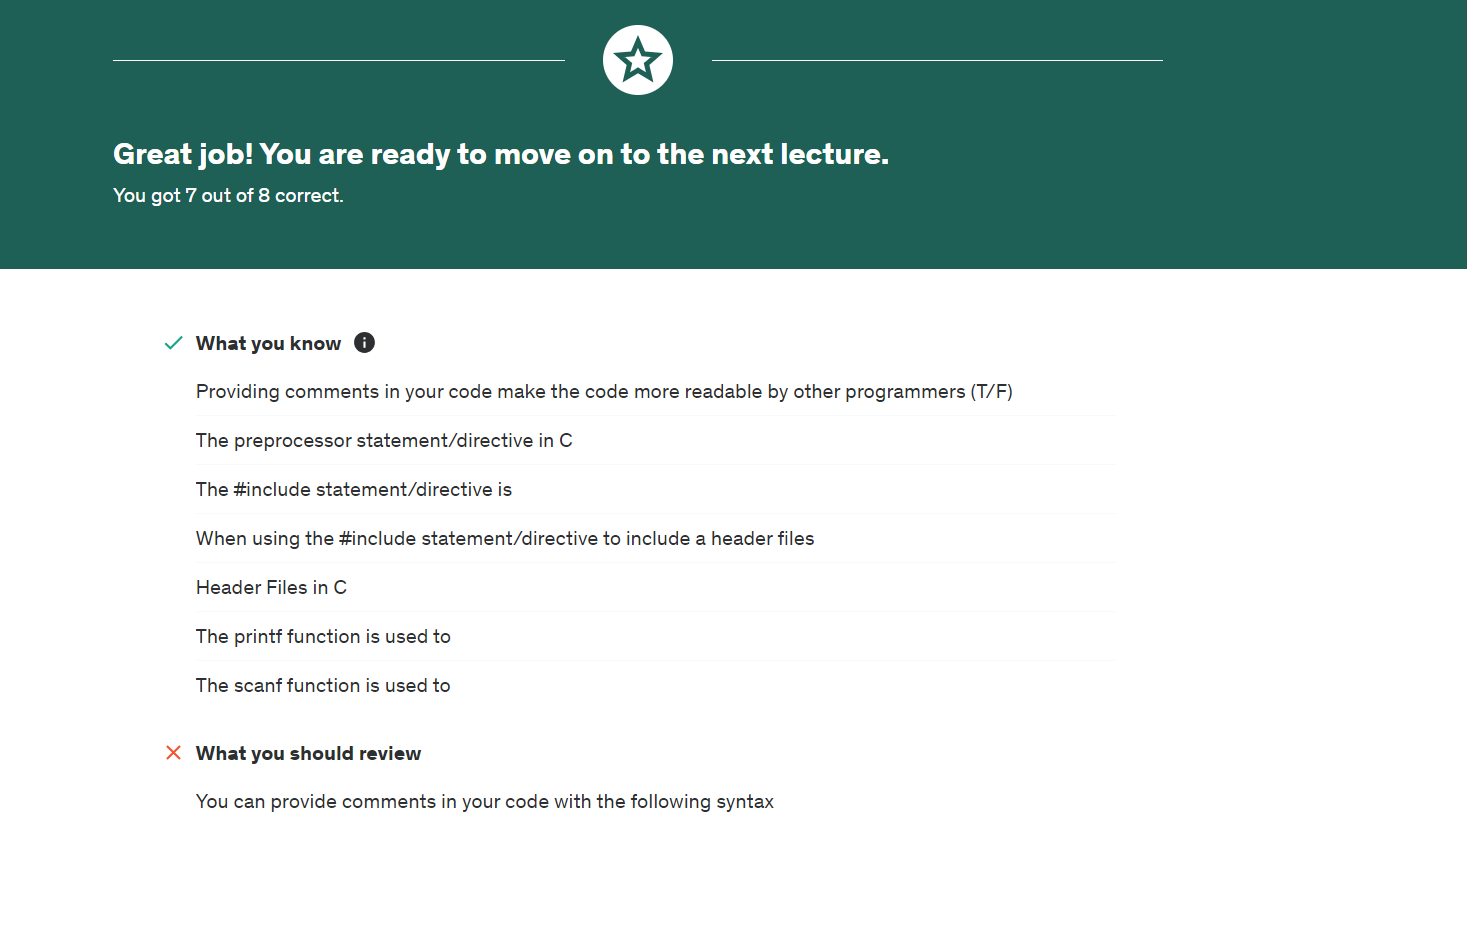 Great job! You are ready to move on to the next lecture.
You got 7 out of 8 correct.
What you know
Providing comments in your code make the code more readable by other programmers (T/F)
The preprocessor statement/directive in C
The #include statement/directive is
When using the #include statement/directive to include a header files
Header Files in C
The printf function is used to
The scanf function is used to
What you should review
You can provide comments in your code with the following syntax